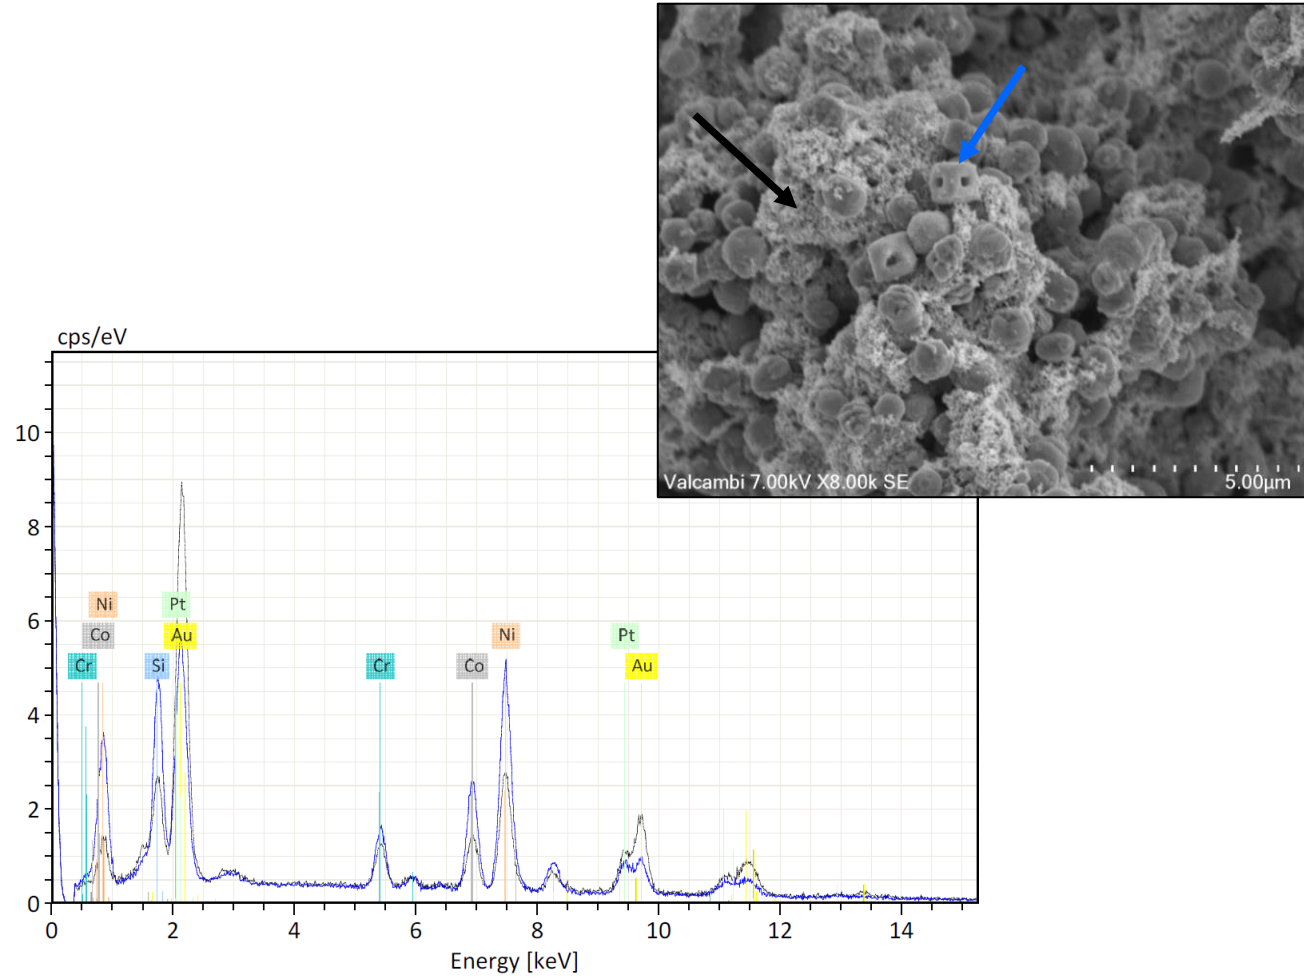 Valcambi 7.00kV X8.00k SE 5.00µm
cps/eV
10
8
6
4
2
0
Ni Pt
Co Au Ni Pt
Cr Si Cr Co Au
0 2 4 6 8 10 12 14
Energy [keV]